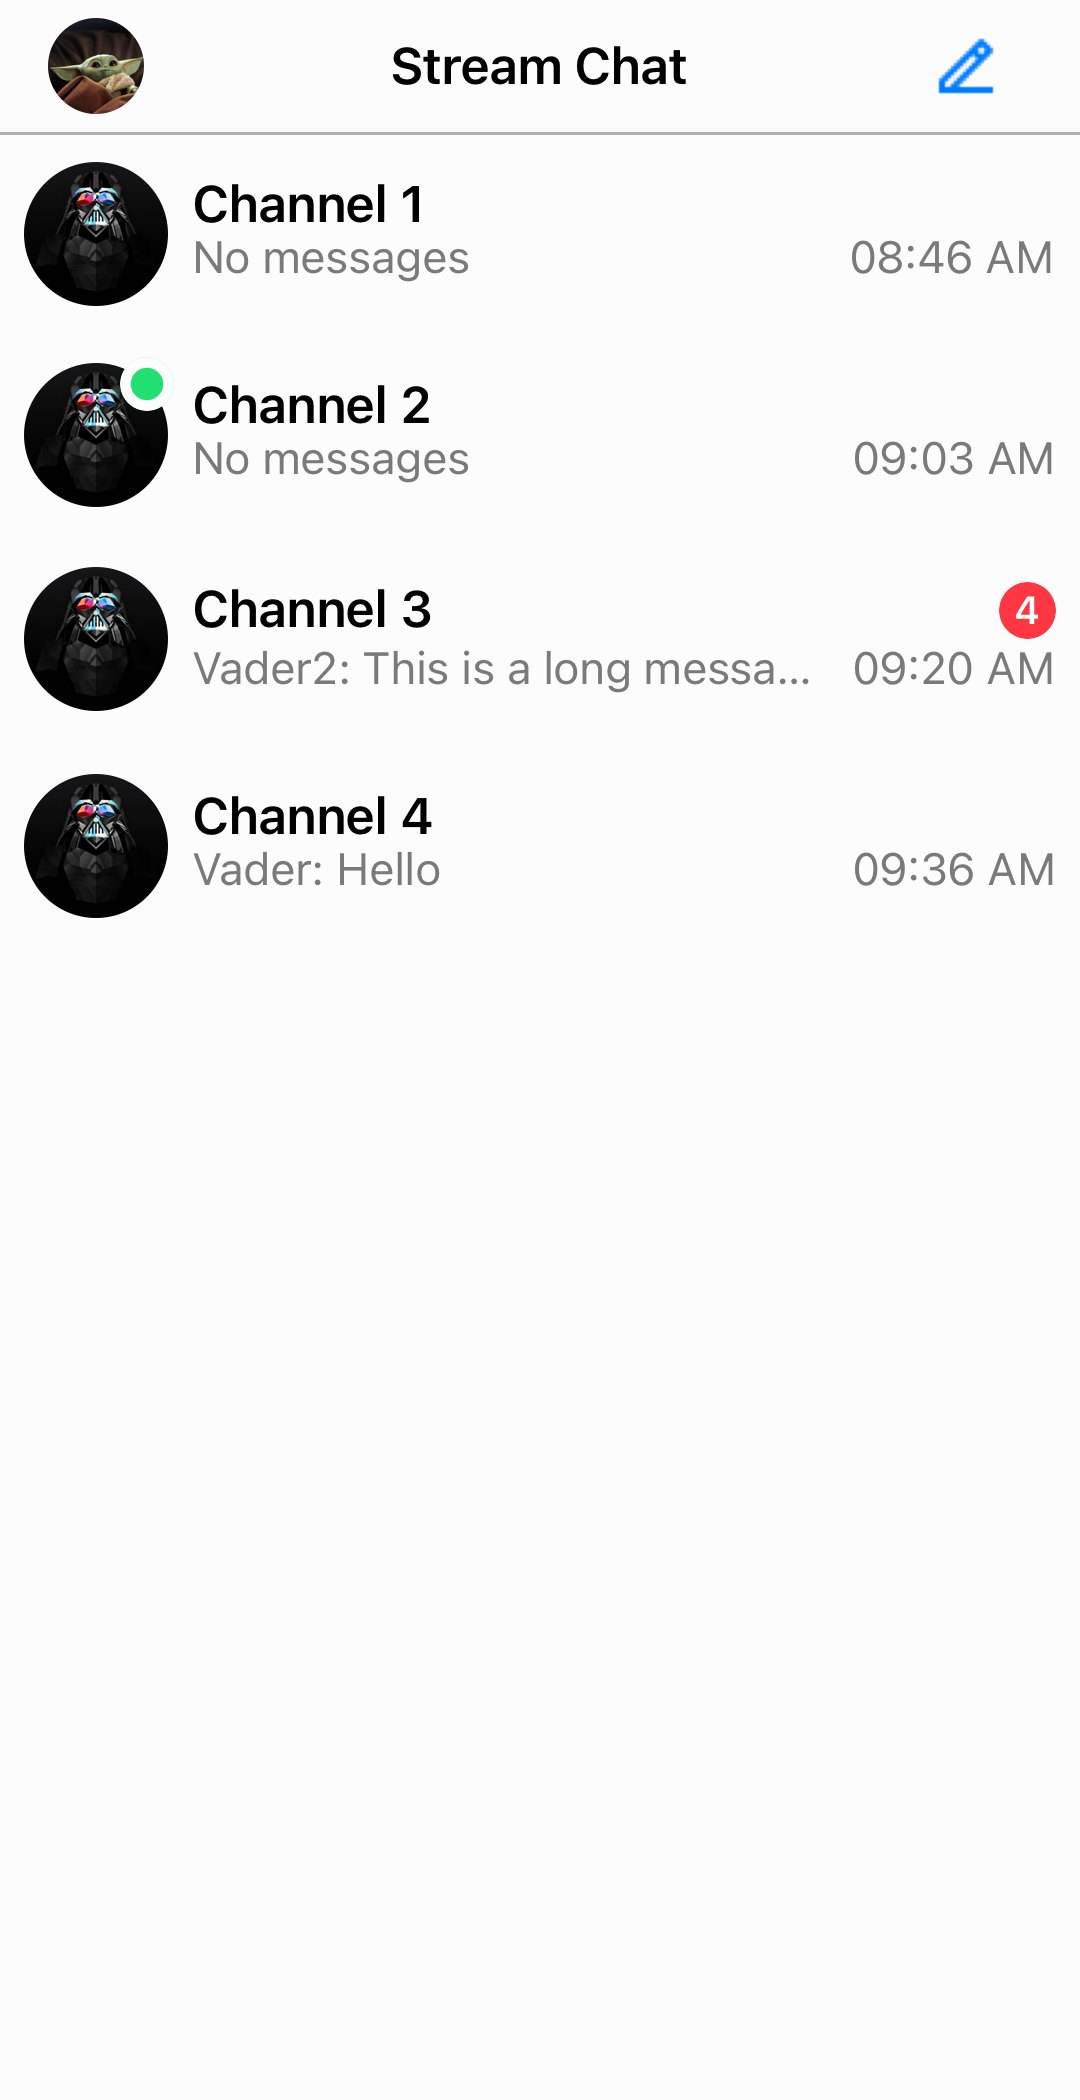 Stream Chat
Channel 1
No messages 08:46 AM
Channel 2
No messages 09:03 AM
Channel 3 4
Vader2: This is a long messa... 09:20 AM
Channel 4
Vader: Hello 09:36 AM